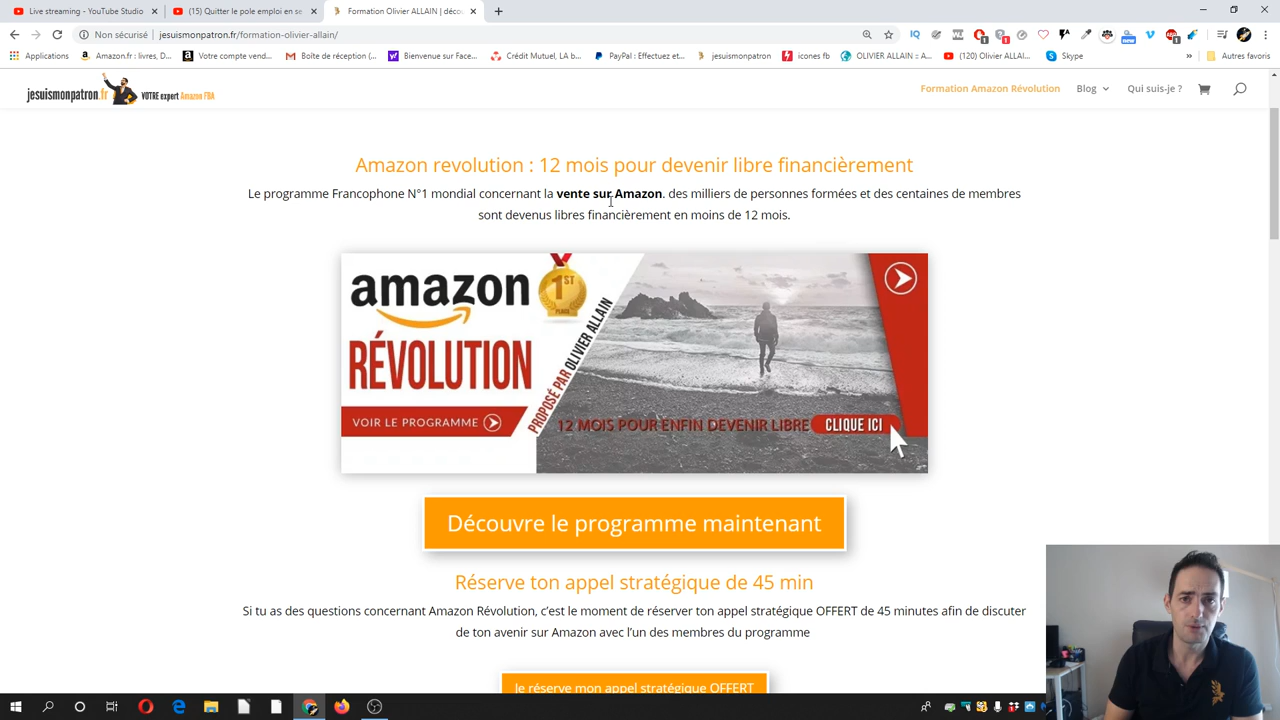 Live streaming - YouTube Studio
(15) Quitter le pole emploi en se
Formation Olivier ALLAIN | déco
Non sécurisé | jesuismonpatron.fr/formation-olivier-allain/
Applications
Amazon.fr : livres, D...
Votre compte vend...
Boîte de réception (...
Bienvenue sur Face...
Crédit Mutuel, LA b...
PayPal : Effectuez et...
jesuismonpatron
icones fb
OLIVIER ALLAIN :: A...
(120) Olivier ALLAI...
Skype
»
Autres favoris
jesuismonpatron.fr
VOTRE expert Amazon FBA
Formation Amazon Révolution
Blog
Qui suis-je ?
Amazon revolution : 12 mois pour devenir libre financièrement
Le programme Francophone N°1 mondial concernant la vente sur Amazon. des milliers de personnes formées et des centaines de membres
sont devenus libres financièrement en moins de 12 mois.
amazon
1ST
PLACE
RÉVOLUTION
PROPOSÉ PAR OLIVIER ALLAIN
VOIR LE PROGRAMME
12 MOIS POUR ENFIN DEVENIR LIBRE
CLIQUE ICI
Découvre le programme maintenant
Réserve ton appel stratégique de 45 min
Si tu as des questions concernant Amazon Révolution, c’est le moment de réserver ton appel stratégique OFFERT de 45 minutes afin de discuter
de ton avenir sur Amazon avec l’un des membres du programme
Je réserve mon appel stratégique OFFERT